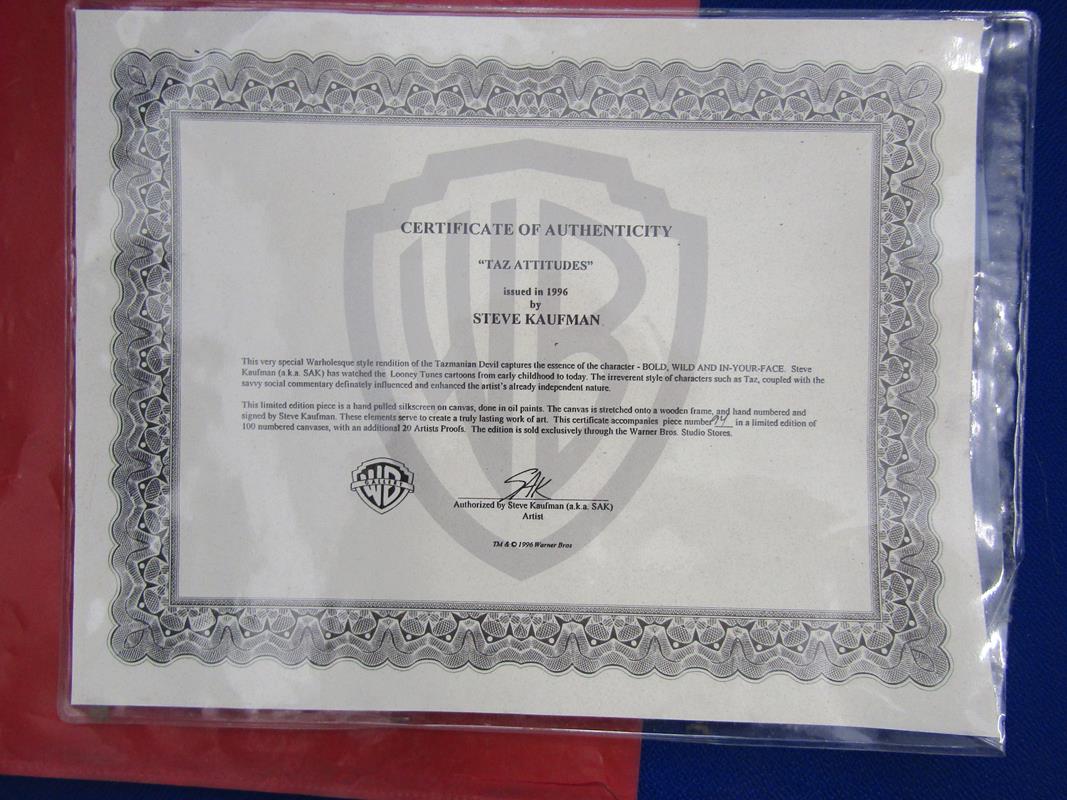 CERTIFICATE OF AUTHENTICITY
“TAZ ATTITUDES”
issued in 1996
by
STEVE KAUFMAN
This very special Warholesque style rendition of the Tazmanian Devil captures the essence of the character - BOLD, WILD AND IN-YOUR-FACE. Steve
Kaufman (a.k.a. SAK) has watched the Looney Tunes cartoons from early childhood to today. The irreverent style of characters such as Taz, coupled with the
savvy social commentary definately influenced and enhanced the artist's already independent nature.
This limited edition piece is a hand pulled silkscreen on canvas, done in oil paints. The canvas is stretched onto a wooden frame, and hand numbered and
signed by Steve Kaufman. These elements serve to create a truly lasting work of art. This certificate accompanies piece number in a limited edition of
100 numbered canvases, with an additional 20 Artists Proofs. The edition is sold exclusively through the Warner Bros. Studio Stores.
WB
GALLERY
SAK
Authorized by Steve Kaufman (a.k.a. SAK)
Artist
TM & © 1996 Warner Bros